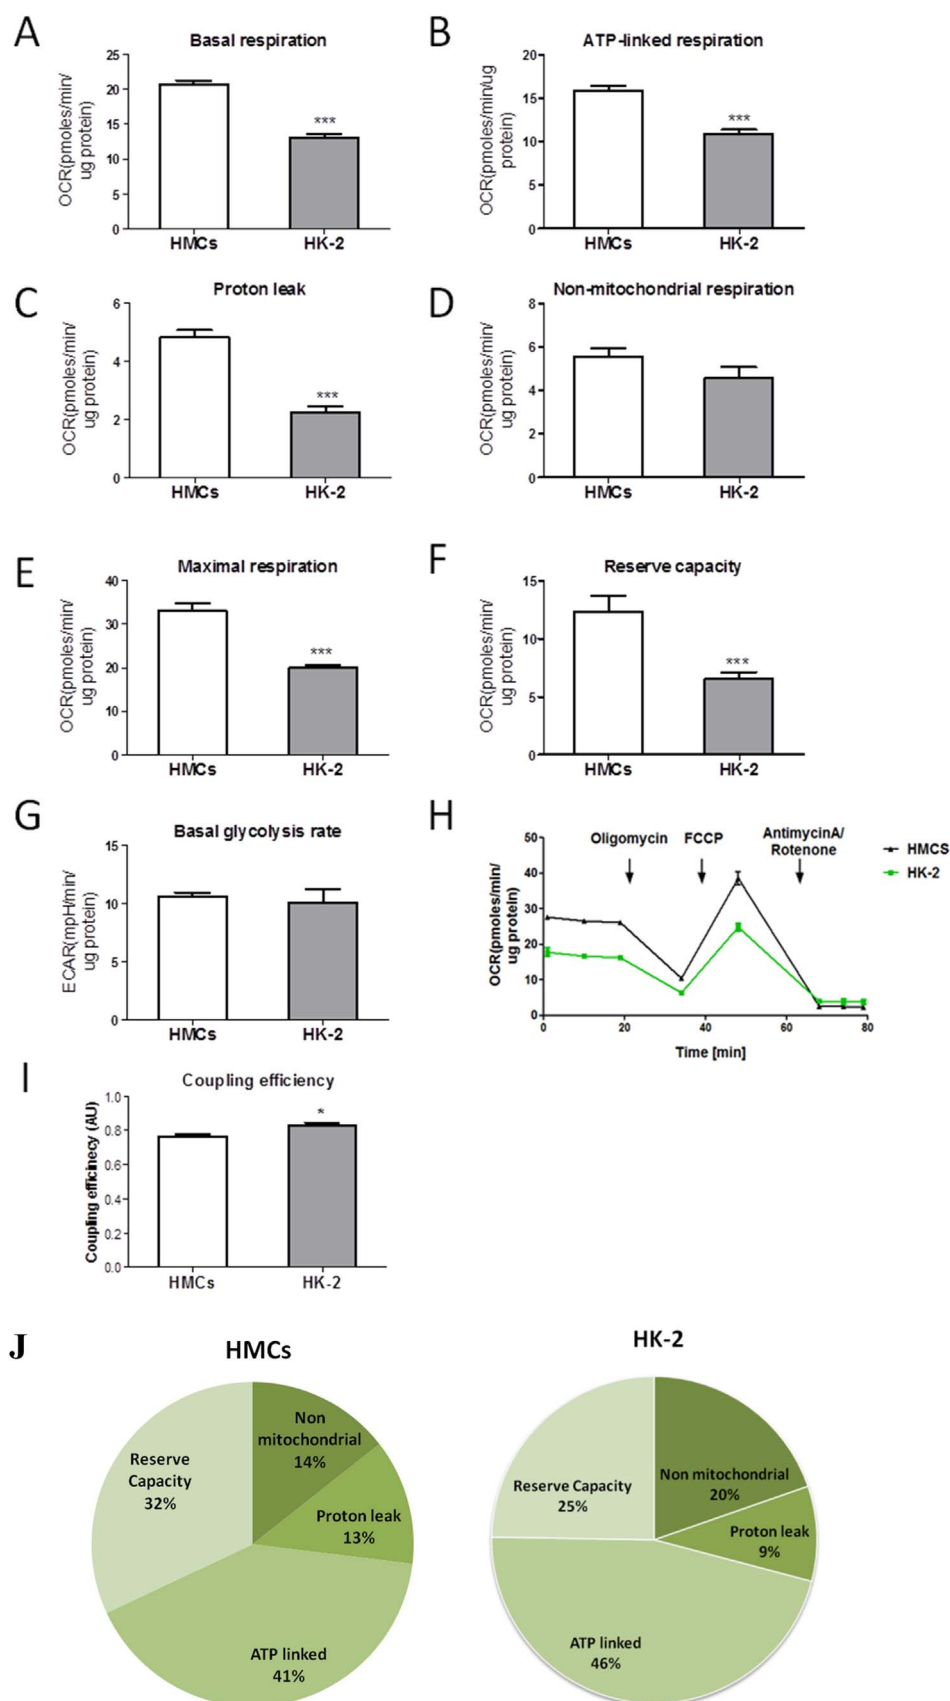 A
Basal respiration
OCR(pmoles/min/
ug protein)
25
20
15
10
5
0
***
HMCs
HK-2
B
ATP-linked respiration
OCR(pmoles/min/ug
protein)
20
15
10
5
0
***
HMCs
HK-2
C
Proton leak
OCR(pmoles/min/
ug protein)
6
4
2
0
***
HMCs
HK-2
D
Non-mitochondrial respiration
OCR(pmoles/min/
ug protein)
8
6
4
2
0
HMCs
HK-2
E
Maximal respiration
OCR(pmoles/min/
ug protein)
40
30
20
10
0
***
HMCs
HK-2
F
Reserve capacity
OCR(pmoles/min/
ug protein)
15
10
5
0
***
HMCs
HK-2
G
Basal glycolysis rate
ECAR(mpH/min/
ug protein)
15
10
5
0
HMCs
HK-2
H
OCR(pmoles/min/
ug protein)
50
40
30
20
10
0
Oligomycin
FCCP
AntimycinA/
Rotenone
HMCS
HK-2
0
20
40
60
80
Time [min]
I
Coupling efficiency
Coupling efficinecy (AU)
1.0
0.8
0.6
0.4
0.2
0.0
*
HMCs
HK-2
J
HMCs
Non
mitochondrial
14%
Proton leak
13%
ATP linked
41%
Reserve
Capacity
32%
HK-2
Non mitochondrial
20%
Proton leak
9%
ATP linked
46%
Reserve Capacity
25%